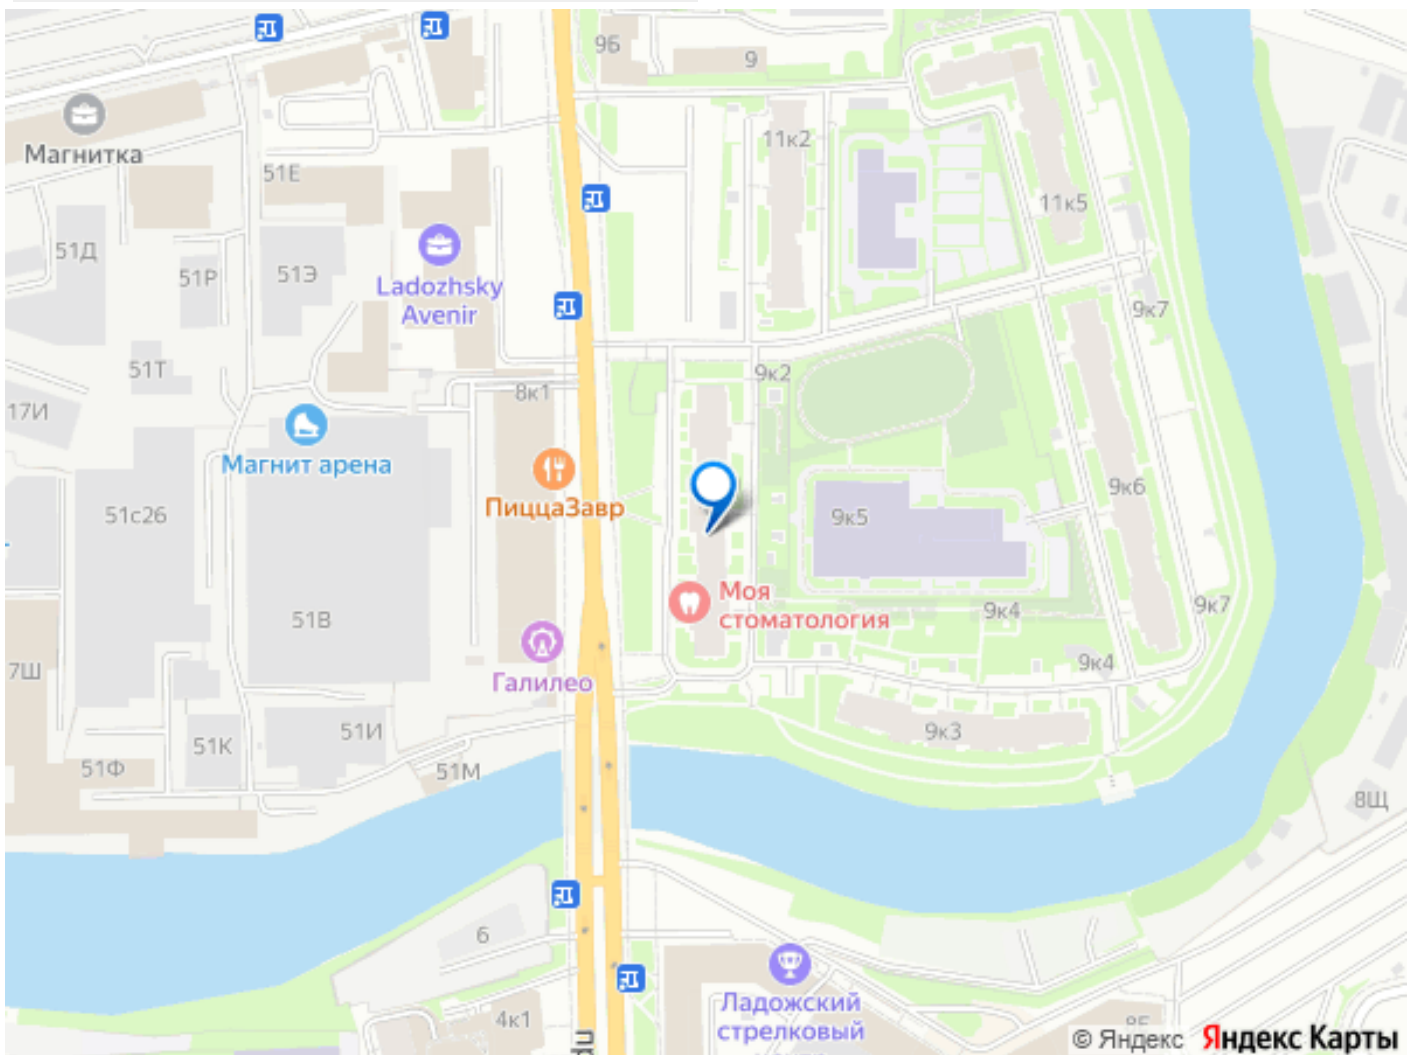 9Б
9
Магнитка
11к2
51Е
11к5
51Д
51Р
51Э
Ladozhsky
Avenir
9к7
51Т
9к2
8к1
17И
Магнит арена
ПиццаЗавр
9к6
51с26
9к5
Моя
стоматология
51В
9к4
9к7
7Ш
Галилео
9к4
51К
51И
9к3
51Ф
51М
8Щ
6
4к1
Ладожский
стрелковый
© Яндекс
Яндекс Карты